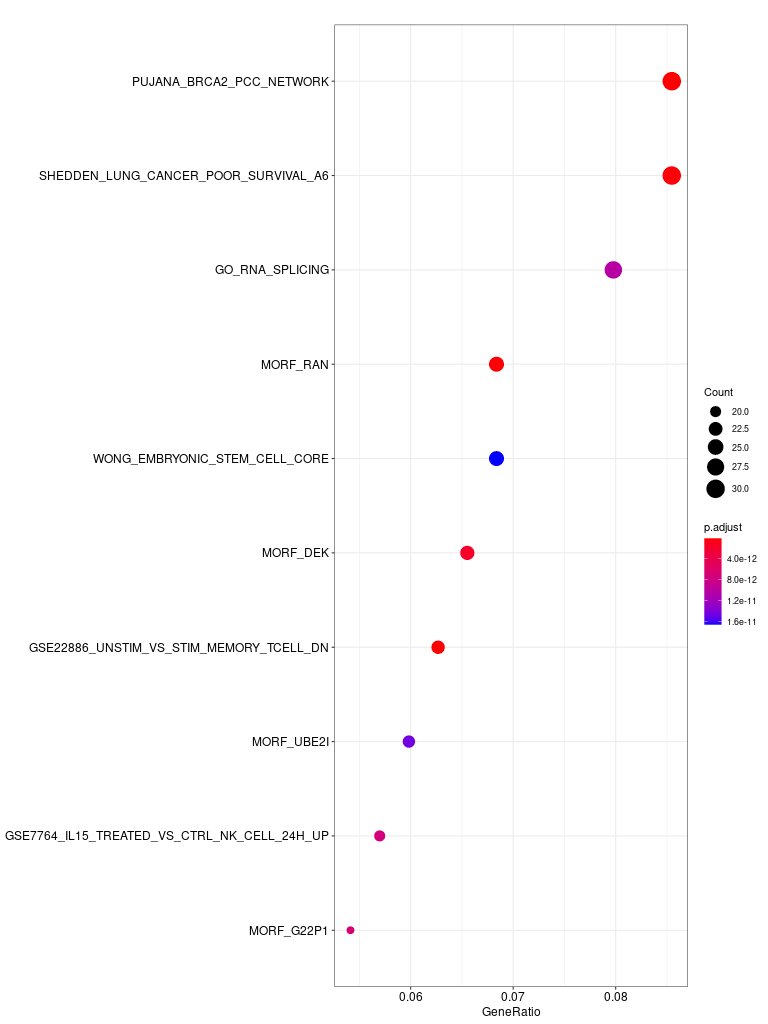 PUJANA_BRCA2_PCC_NETWORK
SHEDDEN_LUNG_CANCER_POOR_SURVIVAL_A6
GO_RNA_SPLICING
MORF_RAN
WONG_EMBRYONIC_STEM_CELL_CORE
MORF_DEK
GSE22886_UNSTIM_VS_STIM_MEMORY_TCELL_DN
MORF_UBE2I
GSE7764_IL15_TREATED_VS_CTRL_NK_CELL_24H_UP
MORF_G22P1
0.06 0.07 0.08
GeneRatio
Count
20.0
22.5
25.0
27.5
30.0
p.adjust
4.0e-12
8.0e-12
1.2e-11
1.6e-11